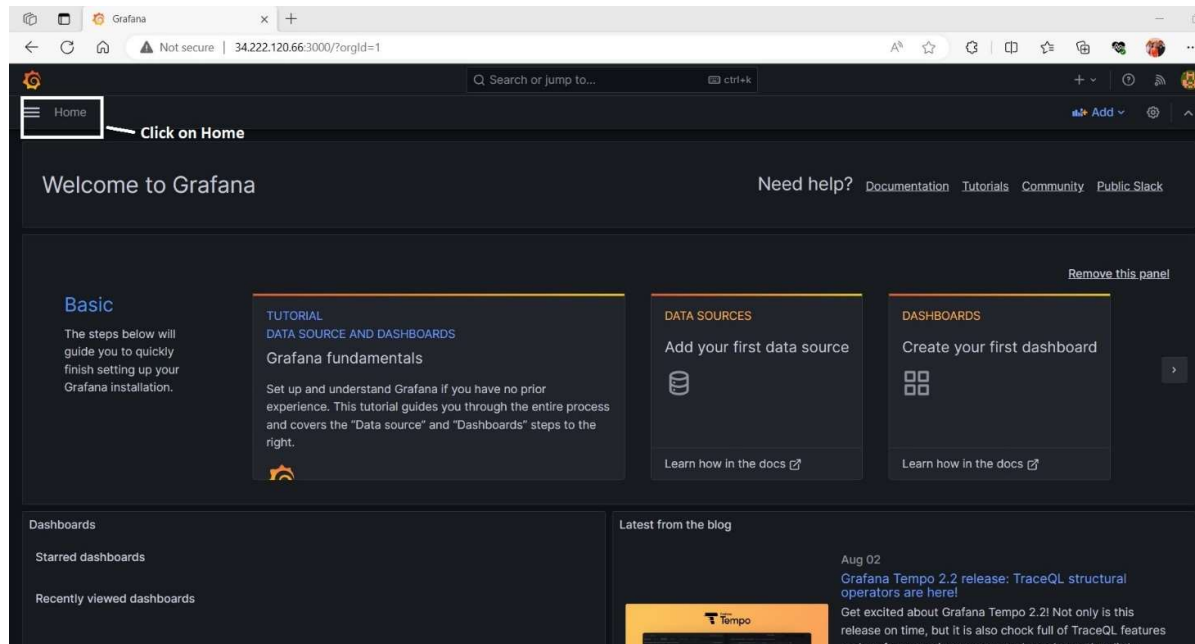 Grafana
Not secure | 34.222.120.66:3000/?orgId=1
Search or jump to... ctrl+k
Home
Add
Click on Home
Welcome to Grafana
Need help? Documentation Tutorials Community Public Slack
Remove this panel
Basic
The steps below will
guide you to quickly
finish setting up your
Grafana installation.
TUTORIAL
DATA SOURCE AND DASHBOARDS
Grafana fundamentals
Set up and understand Grafana if you have no prior
experience. This tutorial guides you through the entire process
and covers the "Data source" and "Dashboards" steps to the
right.
DATA SOURCES
Add your first data source
Learn how in the docs
DASHBOARDS
Create your first dashboard
Learn how in the docs
Dashboards
Starred dashboards
Recently viewed dashboards
Latest from the blog
Aug 02
Grafana Tempo 2.2 release: TraceQL structural
operators are here!
Get excited about Grafana Tempo 2.2! Not only is this
release on time, but it is also chock full of TraceQL features
Tempo